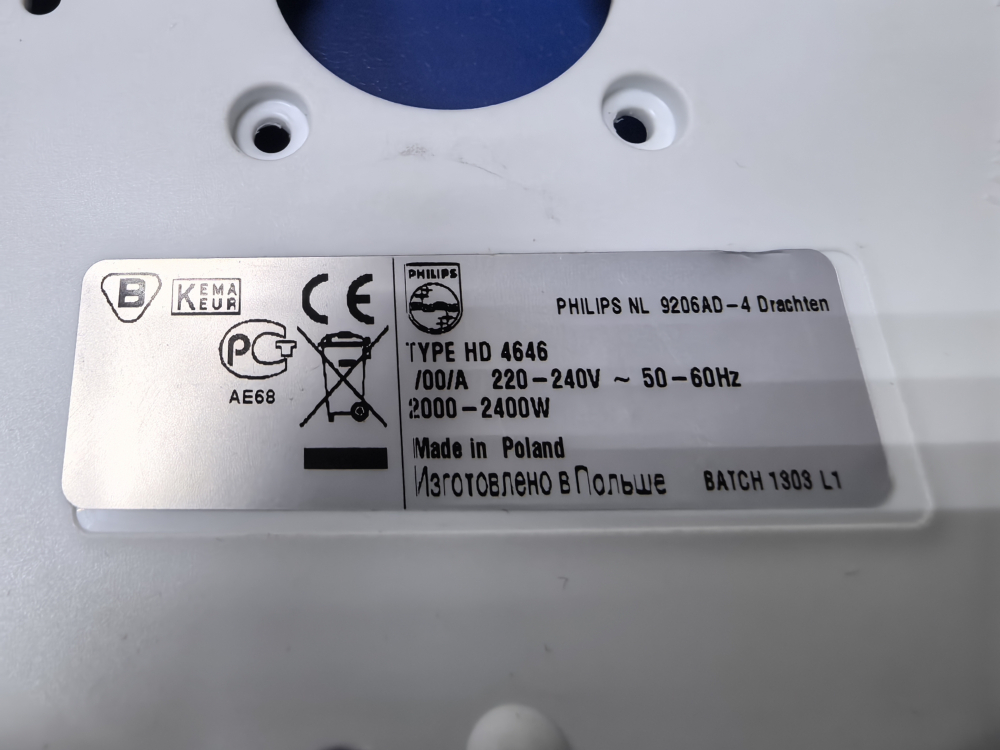 B
KEMA
KEUR
CE
PCT
AE68
PHILIPS
PHILIPS NL 9206AD-4 Drachten
TYPE HD 4646
/00/A 220-240V ~ 50-60Hz
2000-2400W
Made in Poland
Изготовлено в Польше
BATCH 1303 L1